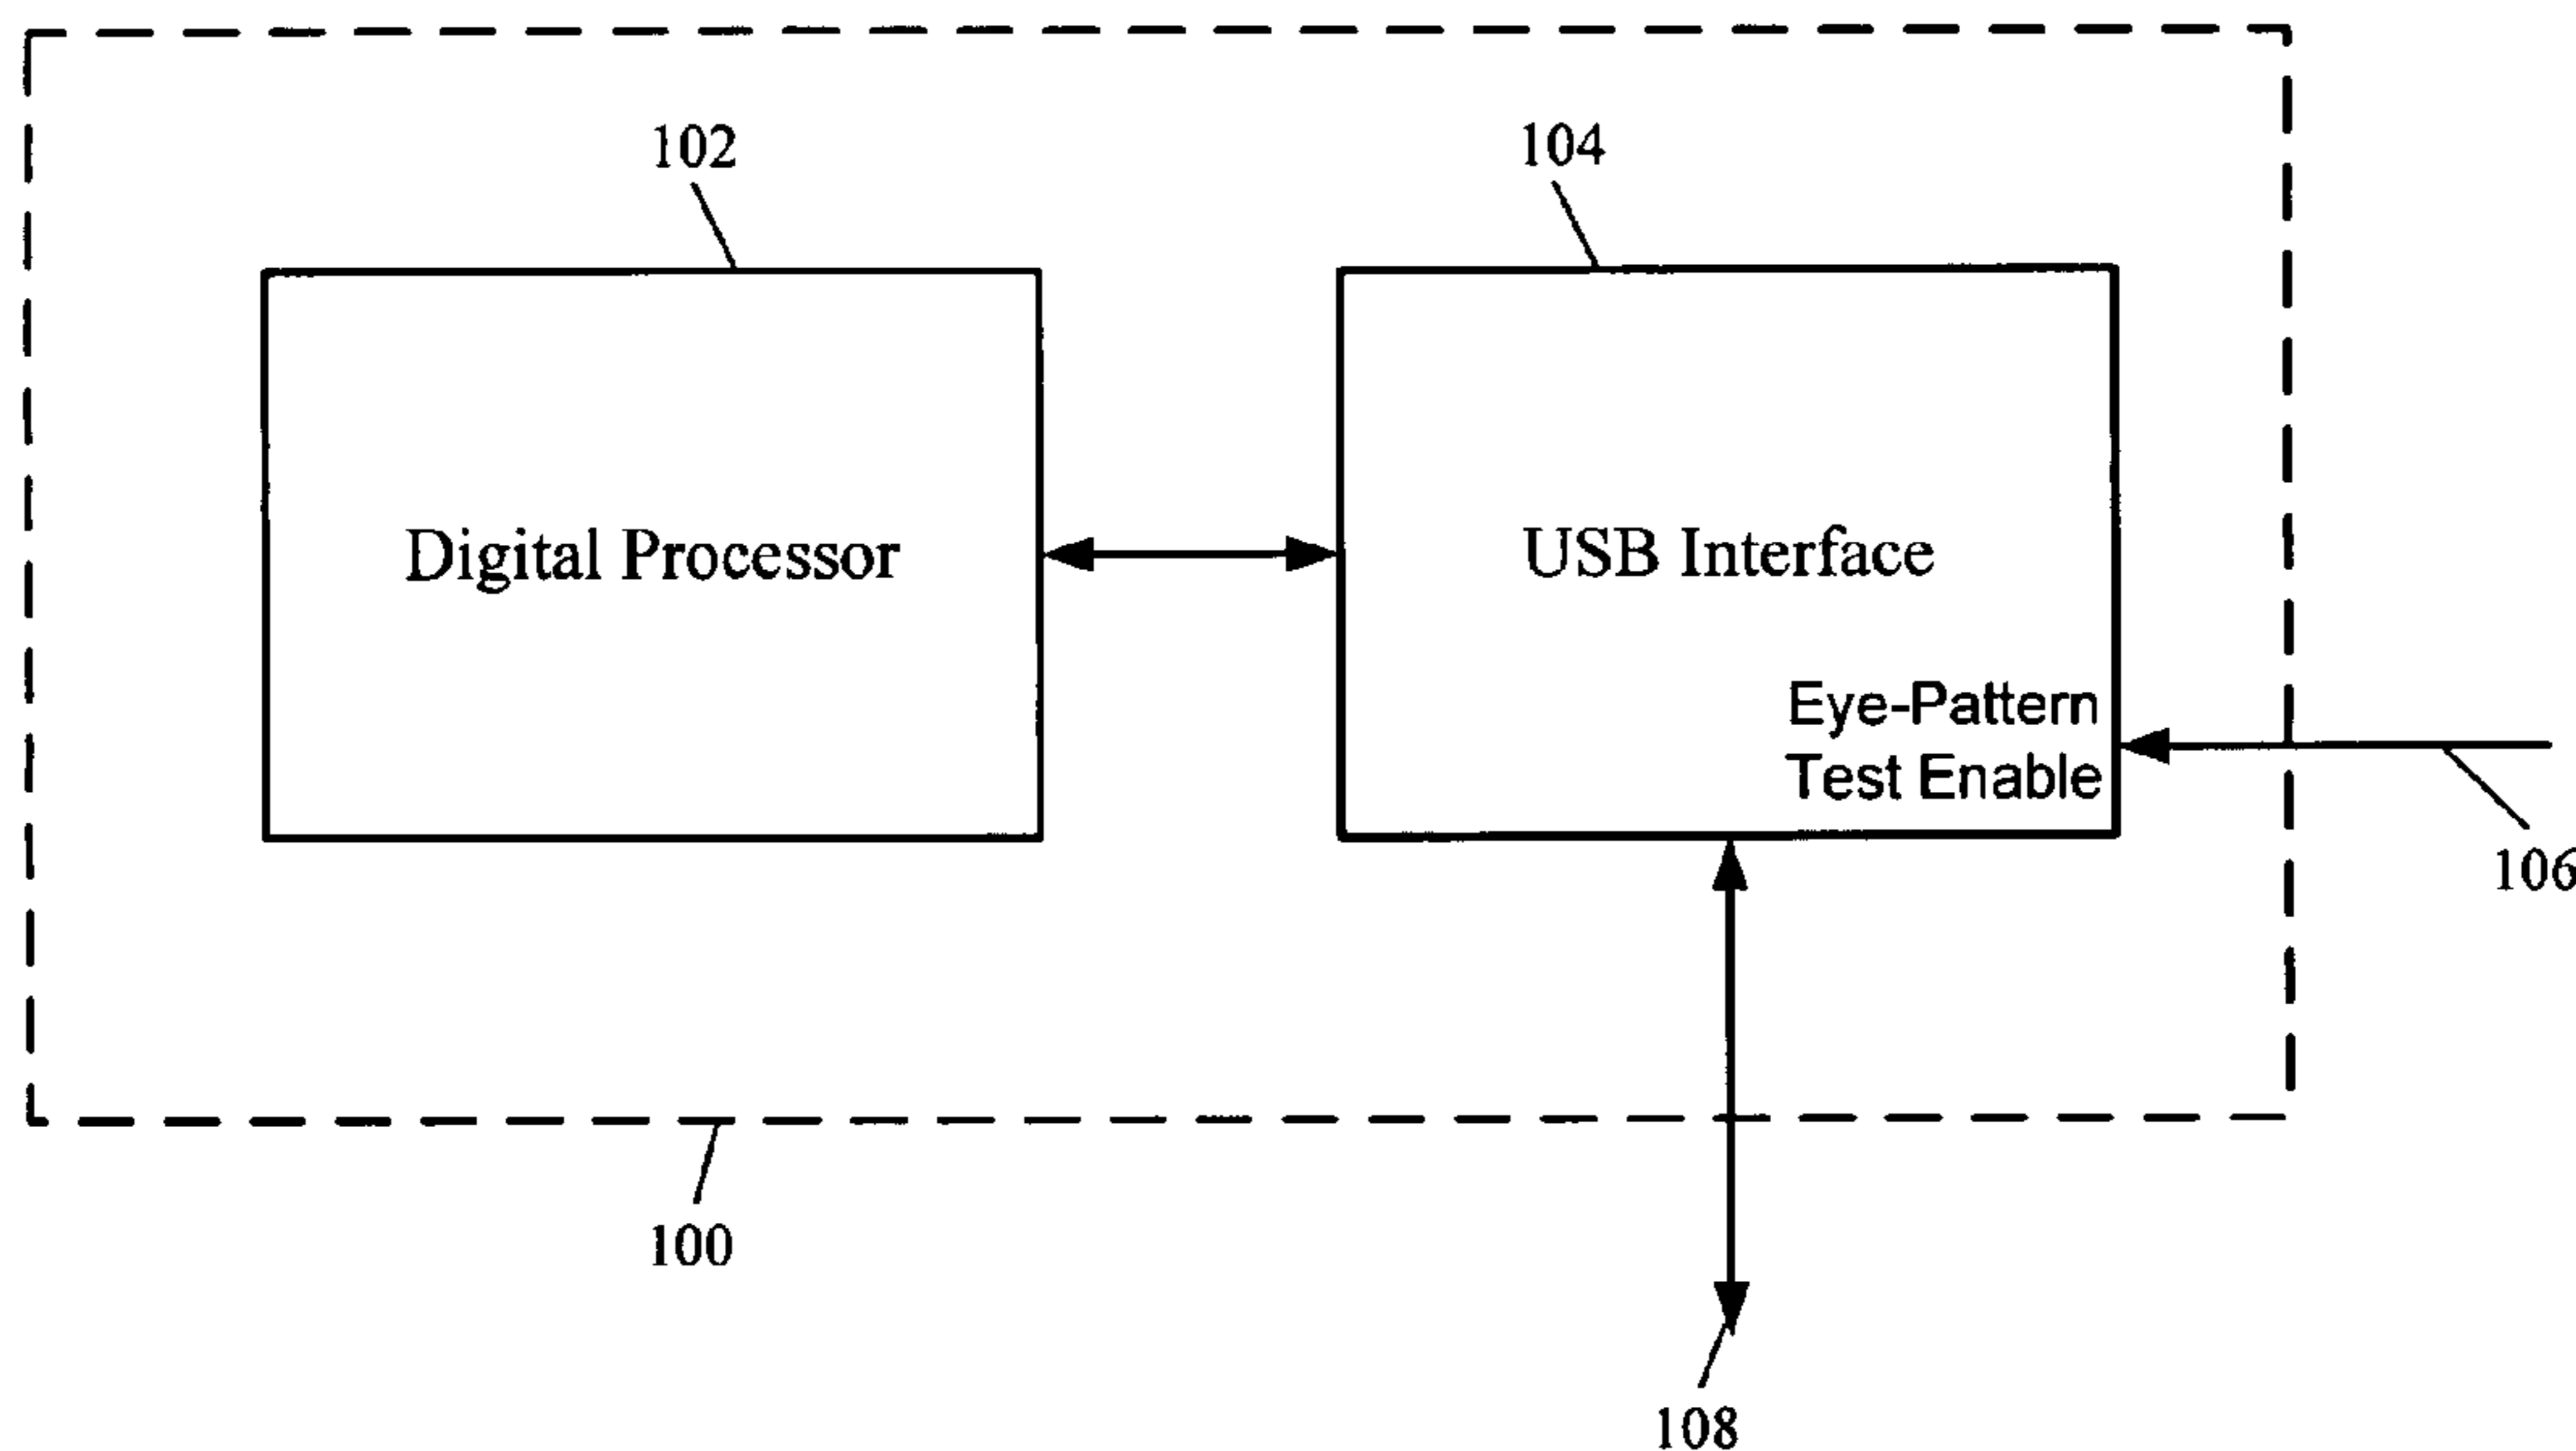 102
104
Digital Processor
USB Interface
Eye-Pattern
Test Enable
106
100
108